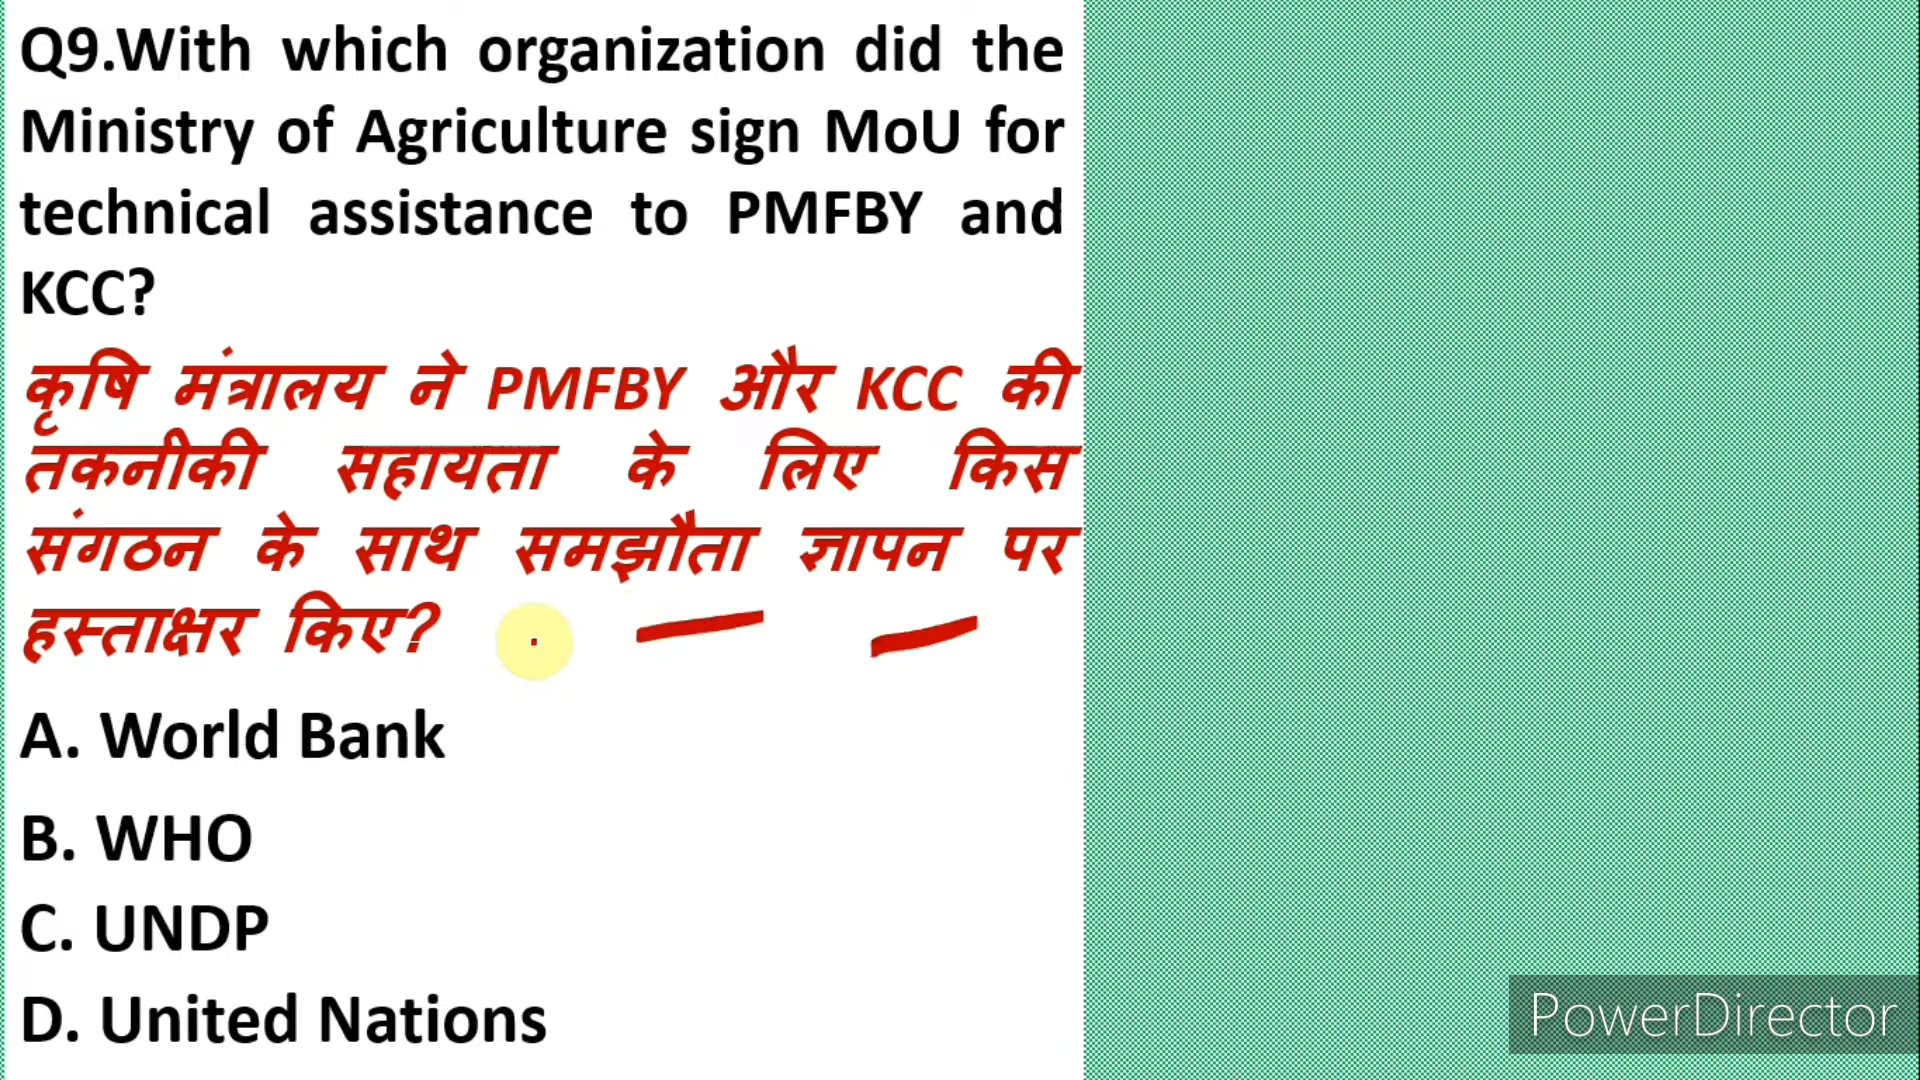 Q9.With which organization did the
Ministry of Agriculture sign MoU for
technical assistance to PMFBY and
KCC?
कृषि मंत्रालय ने PMFBY और KCC की
तकनीकी सहायता के लिए किस
संगठन के साथ समझौता ज्ञापन पर
हस्ताक्षर किए?
A. World Bank
B. WHO
C. UNDP
D. United Nations
PowerDirector